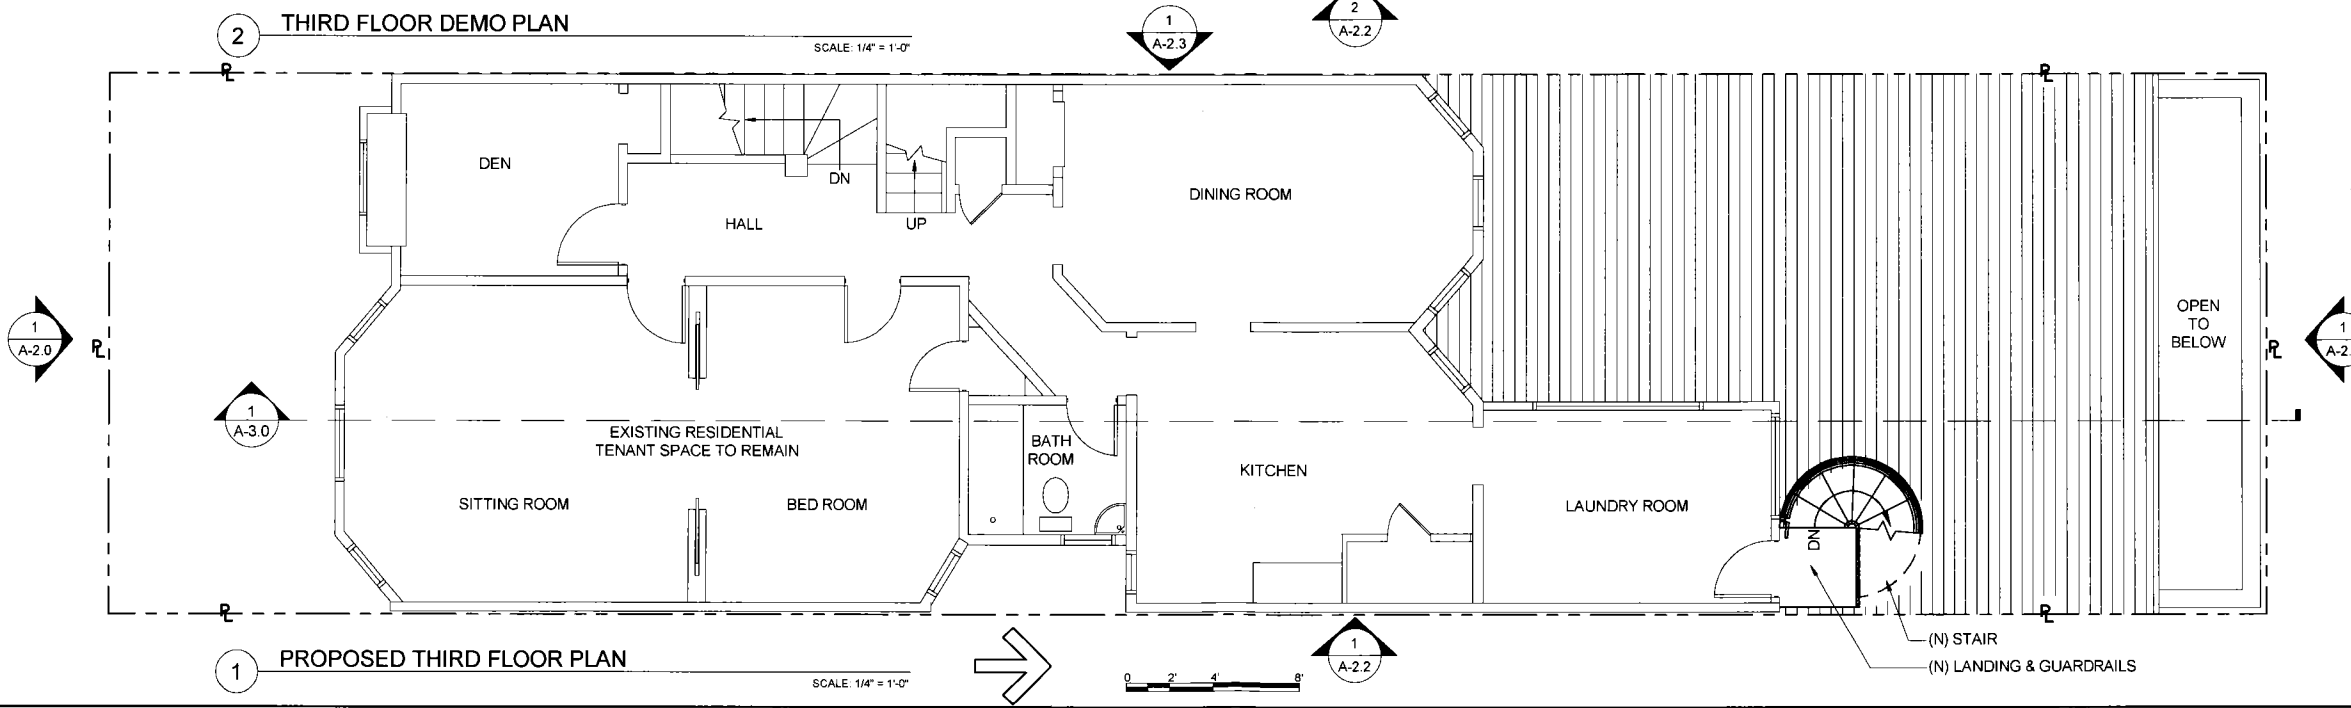 2
THIRD FLOOR DEMO PLAN
SCALE: 1/4" = 1'-0"
1
A-2.3
2
A-2.2
PL
PL
DEN
DN
HALL
UP
DINING ROOM
OPEN
TO
BELOW
1
A-2.0
PL
PL
1
A-2.
1
A-3.0
EXISTING RESIDENTIAL
TENANT SPACE TO REMAIN
BATH
ROOM
KITCHEN
SITTING ROOM
BED ROOM
LAUNDRY ROOM
DN
PL
PL
(N) STAIR
(N) LANDING & GUARDRAILS
1
PROPOSED THIRD FLOOR PLAN
SCALE: 1/4" = 1'-0"
0 2' 4' 8'
1
A-2.2